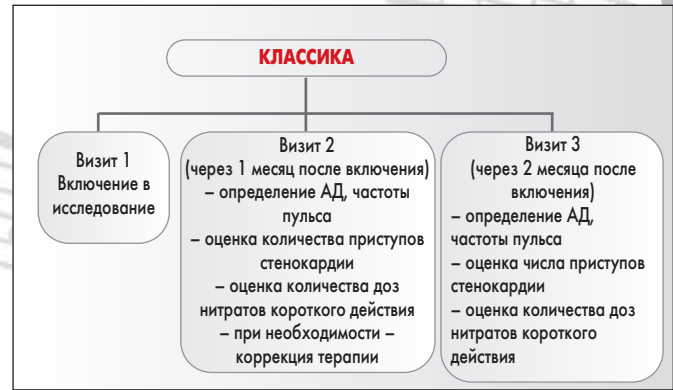 КЛАССИКА
Визит 1
Включение в
исследование
Визит 2
(через 1 месяц после включения)
– определение АД, частоты
пульса
– оценка количества приступов
стенокардии
– оценка количества доз
нитратов короткого действия
– при необходимости –
коррекция терапии
Визит 3
(через 2 месяца после
включения)
– определение АД,
частоты пульса
– оценка числа приступов
стенокардии
– оценка количества доз
нитратов короткого
действия